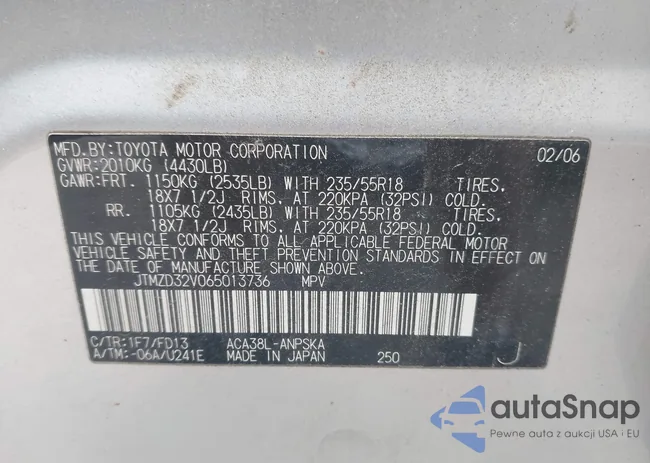 MFD.BY:TOYOTA MOTOR CORPORATION 02/06
GVWR:2010KG (4430LB)
GAWR:FRT. 1150KG (2535LB) WITH 235/55R18 TIRES.
18X7 1/2J RIMS. AT 220KPA (32PSI) COLD.
RR. 1105KG (2435LB) WITH 235/55R18 TIRES.
18X7 1/2J RIMS. AT 220KPA (32PSI) COLD.
THIS VEHICLE CONFORMS TO ALL APPLICABLE FEDERAL MOTOR
VEHICLE SAFETY AND THEFT PREVENTION STANDARDS IN EFFECT ON
THE DATE OF MANUFACTURE SHOWN ABOVE.
JTMZD32V065013736 MPV
C/TR:1F7/FD13 ACA38L-ANPSKA
A/TM:-06A/U241E MADE IN JAPAN 250 J
autaSnap
Pewne auta z aukcji USA i EU